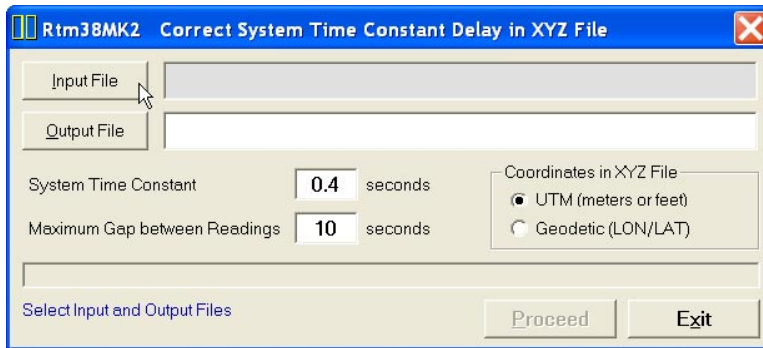 Rtm38MK2 Correct System Time Constant Delay in XYZ File
Input File
Output File
System Time Constant 0.4 seconds
Maximum Gap between Readings 10 seconds
Coordinates in XYZ File
UTM (meters or feet)
Geodetic (LON/LAT)
Select Input and Output Files
Proceed Exit